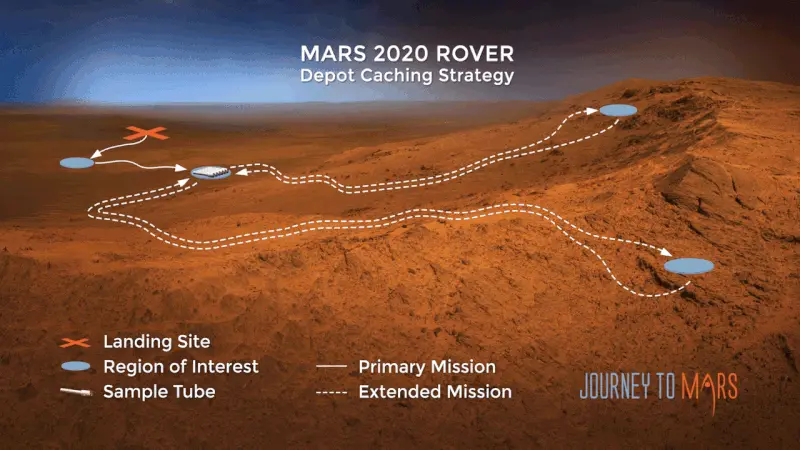 MARS 2020 ROVER
Depot Caching Strategy
Landing Site
Region of Interest
Sample Tube
Primary Mission
Extended Mission
JOURNEY TO MARS